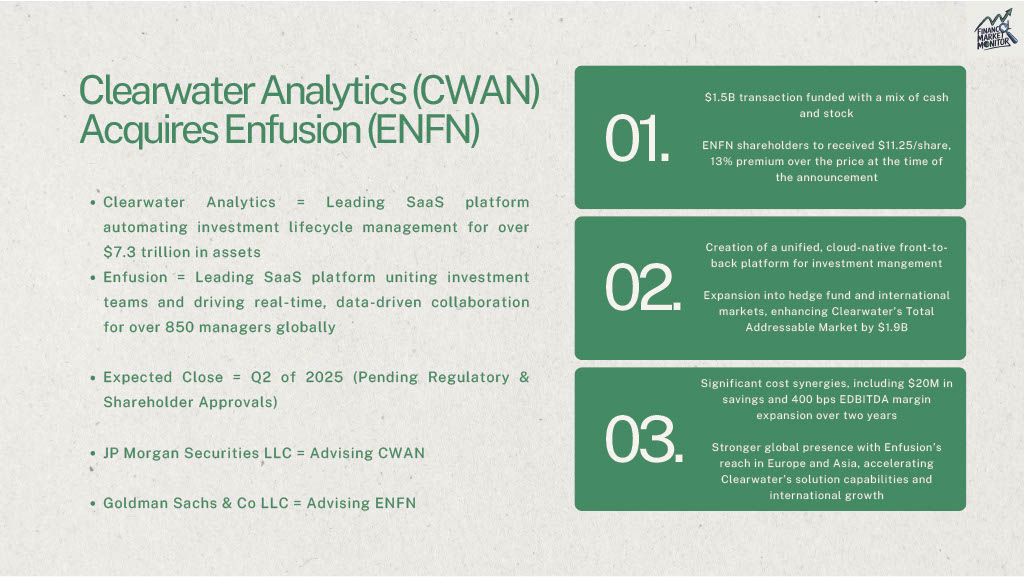 FINANCIAL
MARKET
MONITOR
Clearwater Analytics (CWAN)
Acquires Enfusion (ENFN)
• Clearwater Analytics = Leading SaaS platform
automating investment lifecycle management for over
$7.3 trillion in assets
• Enfusion = Leading SaaS platform uniting investment
teams and driving real-time, data-driven collaboration
for over 850 managers globally
• Expected Close = Q2 of 2025 (Pending Regulatory &
Shareholder Approvals)
• JP Morgan Securities LLC = Advising CWAN
• Goldman Sachs & Co LLC = Advising ENFN
01.
$1.5B transaction funded with a mix of cash
and stock
ENFN shareholders to received $11.25/share,
13% premium over the price at the time of
the announcement
02.
Creation of a unified, cloud-native front-to-
back platform for investment mangement
Expansion into hedge fund and international
markets, enhancing Clearwater's Total
Addressable Market by $1.9B
03.
Significant cost synergies, including $20M in
savings and 400 bps EDBITDA margin
expansion over two years
Stronger global presence with Enfusion's
reach in Europe and Asia, accelerating
Clearwater's solution capabilities and
international growth